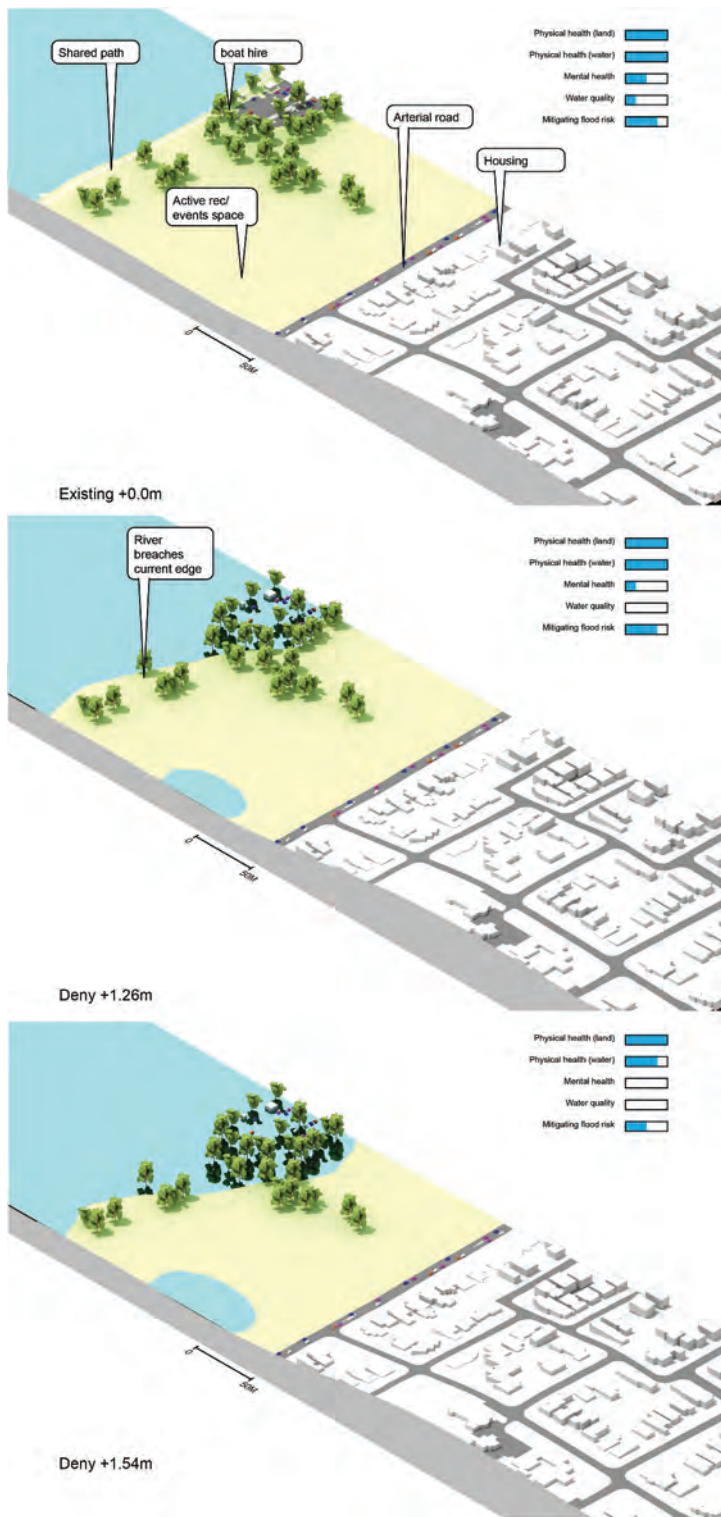 Shared path
boat hire
Physical health (land)
Physical health (water)
Mental health
Water quality
Mitigating flood risk
Arterial road
Housing
Active rec/
events space
0
50M
Existing +0.0m
River
breaches
current edge
Physical health (land)
Physical health (water)
Mental health
Water quality
Mitigating flood risk
0
50M
Deny +1.26m
Physical health (land)
Physical health (water)
Mental health
Water quality
Mitigating flood risk
0
50M
Deny +1.54m